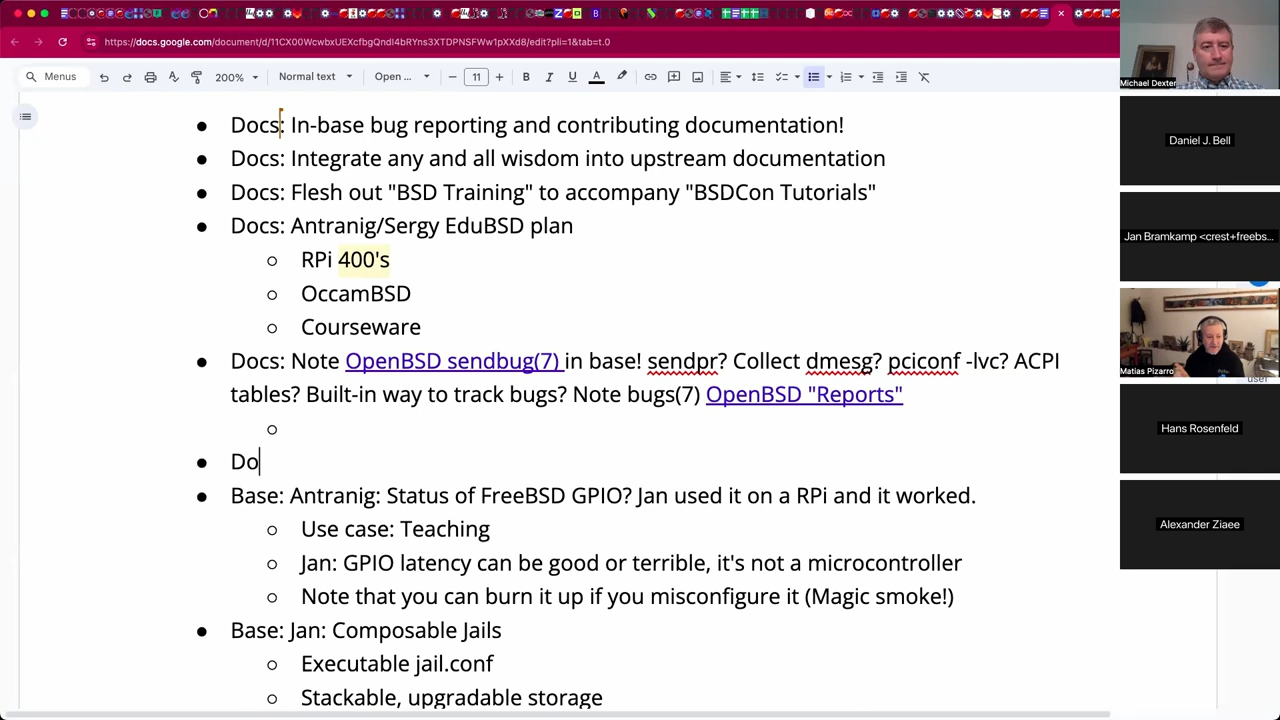 https://docs.google.com/document/d/11CX00WcwbxUEXcfbgQndI4bRYns3XTDPNSFWw1pXXd8/edit?pli=1&tab=t.0
Menus 200% Normal text Open ... 11 B I U A
Docs: In-base bug reporting and contributing documentation!
Docs: Integrate any and all wisdom into upstream documentation
Docs: Flesh out "BSD Training" to accompany "BSDCon Tutorials"
Docs: Antranig/Sergy EduBSD plan
RPi 400's
OccamBSD
Courseware
Docs: Note OpenBSD sendbug(7) in base! sendpr? Collect dmesg? pciconf -lvc? ACPI
tables? Built-in way to track bugs? Note bugs(7) OpenBSD "Reports"
Do
Base: Antranig: Status of FreeBSD GPIO? Jan used it on a RPi and it worked.
Use case: Teaching
Jan: GPIO latency can be good or terrible, it's not a microcontroller
Note that you can burn it up if you misconfigure it (Magic smoke!)
Base: Jan: Composable Jails
Executable jail.conf
Stackable, upgradable storage
Michael Dexter
Daniel J. Bell
Jan Bramkamp <crest+freebs...
Matías Pizarro
user
Hans Rosenfeld
Alexander Ziaee